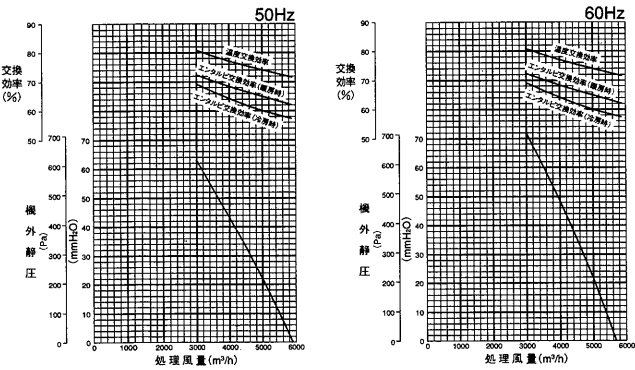 50Hz
90
80
70
60
50
交換
効率
(%)
温度交換効率
エンタルピ交換効率(暖房時)
エンタルピ交換効率(冷房時)
700
600
500
400
300
200
100
0
機外静圧
(Pa)
70
60
50
40
30
20
10
0
(mmH₂O)
0
1000
2000
3000
4000
5000
6000
処理風量(m³/h)
60Hz
90
80
70
60
50
交換
効率
(%)
温度交換効率
エンタルピ交換効率(暖房時)
エンタルピ交換効率(冷房時)
700
600
500
400
300
200
100
0
機外静圧
(Pa)
70
60
50
40
30
20
10
0
(mmH₂O)
0
1000
2000
3000
4000
5000
6000
処理風量(m³/h)